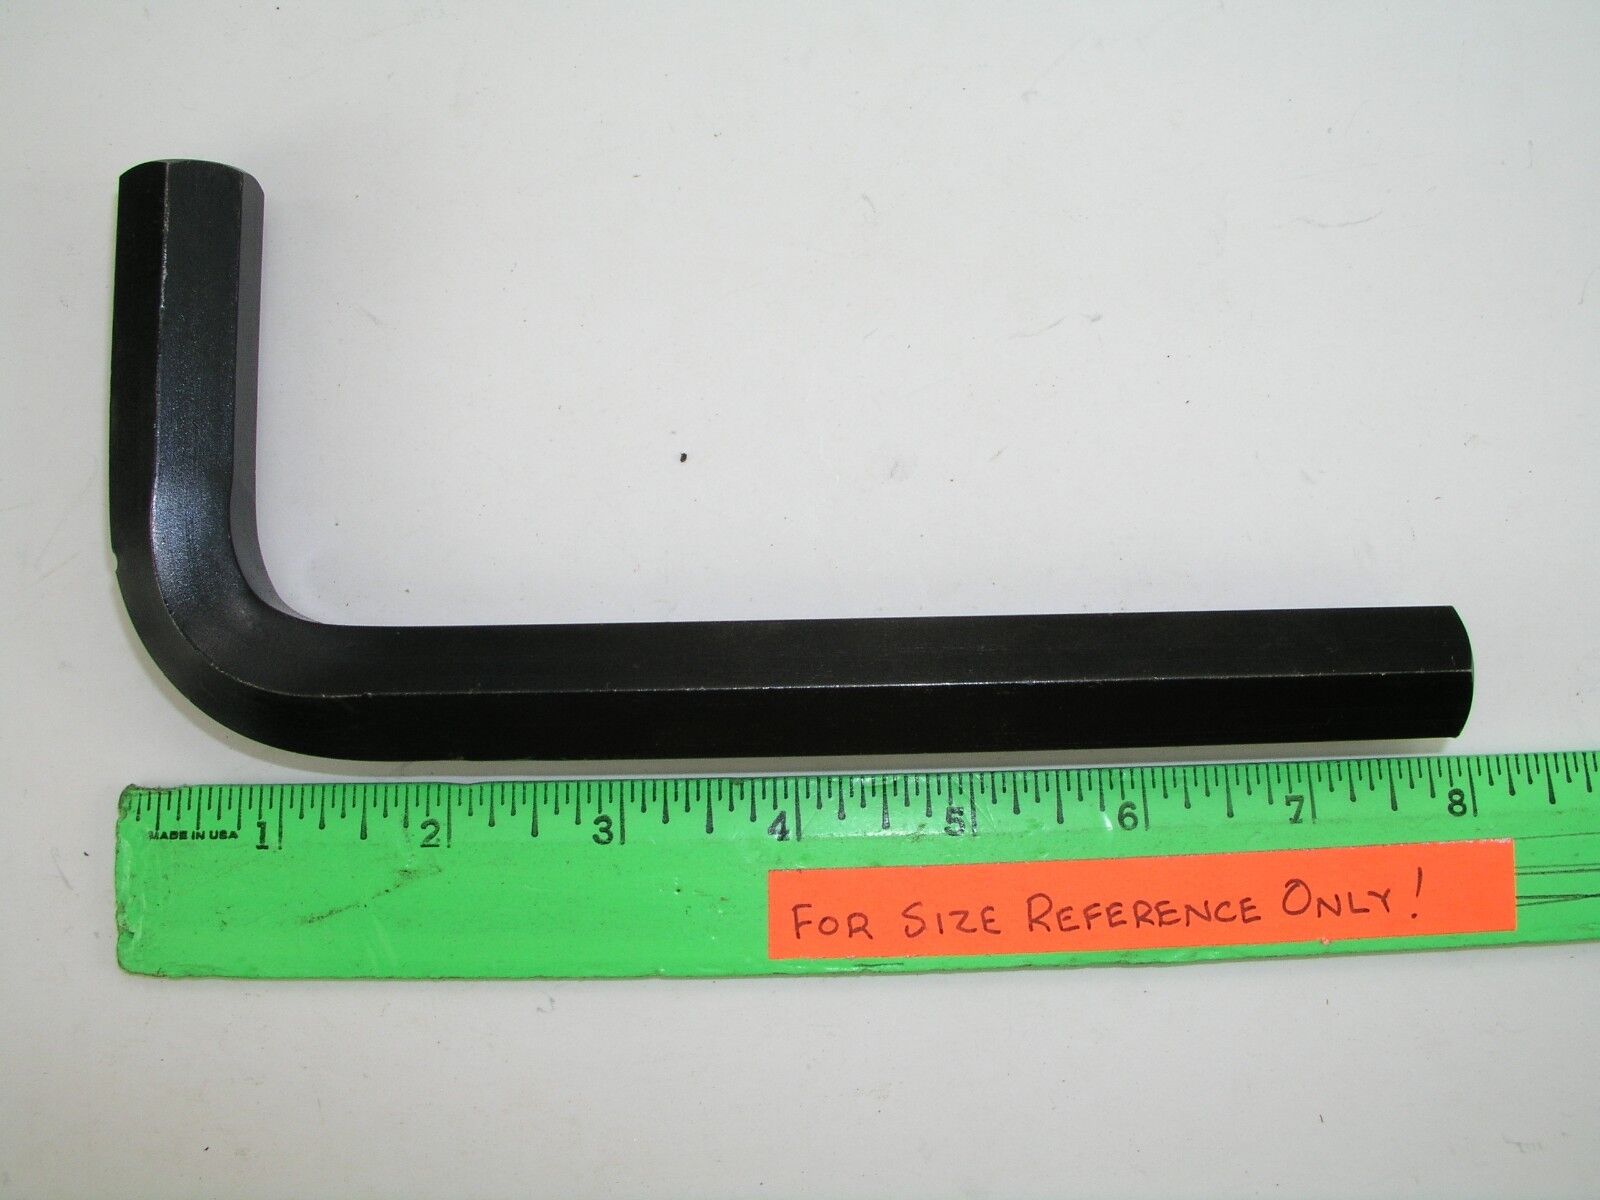 MADE IN USA
1 2 3 4 5 6 7 8
FOR SIZE REFERENCE ONLY!